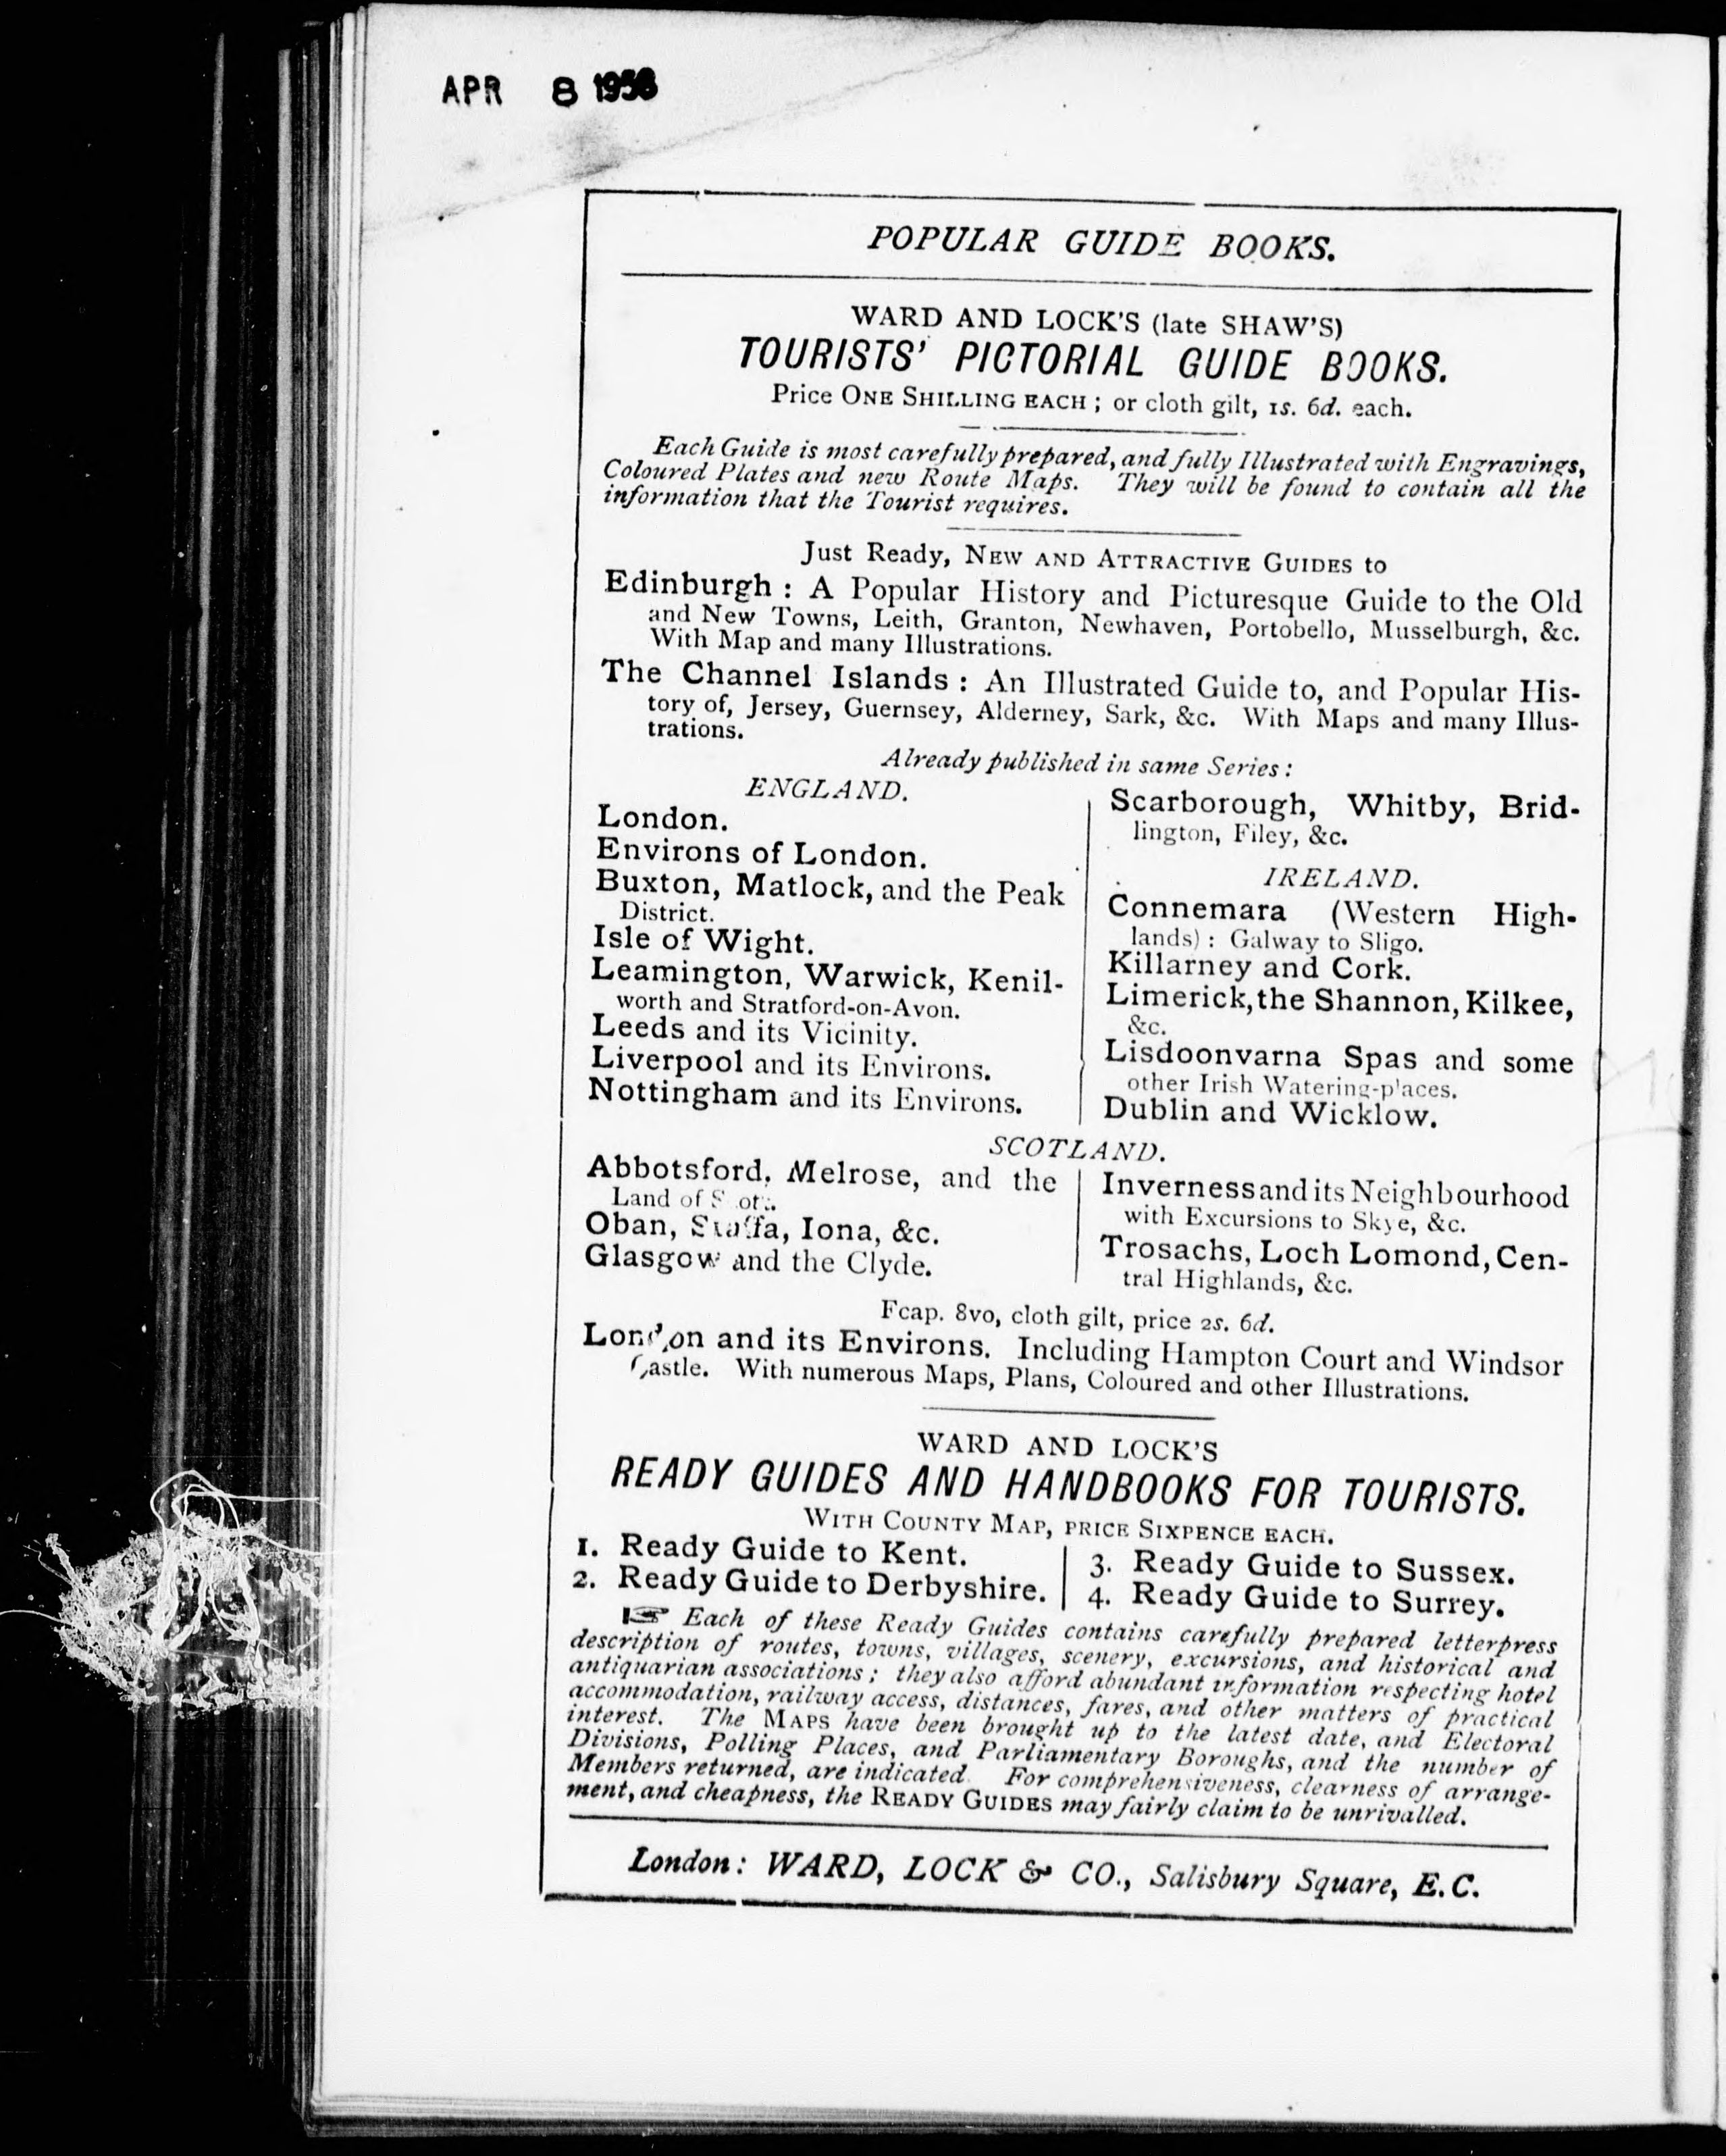 APR 8 1958
POPULAR GUIDE BOOKS.
WARD AND LOCK'S (late SHAW'S)
TOURISTS' PICTORIAL GUIDE BOOKS.
Price ONE SHILLING EACH; or cloth gilt, 1s. 6d. each.
Each Guide is most carefully prepared, and fully Illustrated with Engravings,
Coloured Plates and new Route Maps. They will be found to contain all the
information that the Tourist requires.
Just Ready, NEW AND ATTRACTIVE GUIDES to
Edinburgh: A Popular History and Picturesque Guide to the Old
and New Towns, Leith, Granton, Newhaven, Portobello, Musselburgh, &c.
With Map and many Illustrations.
The Channel Islands: An Illustrated Guide to, and Popular His-
tory of, Jersey, Guernsey, Alderney, Sark, &c. With Maps and many Illus-
trations.
Already published in same Series:
ENGLAND.
London.
Environs of London.
Buxton, Matlock, and the Peak
District.
Isle of Wight.
Leamington, Warwick, Kenil-
worth and Stratford-on-Avon.
Leeds and its Vicinity.
Liverpool and its Environs.
Nottingham and its Environs.
Scarborough, Whitby, Brid-
lington, Filey, &c.
IRELAND.
Connemara (Western High-
lands): Galway to Sligo.
Killarney and Cork.
Limerick, the Shannon, Kilkee,
&c.
Lisdoonvarna Spas and some
other Irish Watering-places.
Dublin and Wicklow.
SCOTLAND.
Abbotsford, Melrose, and the
Land of Scott.
Oban, Staffa, Iona, &c.
Glasgow and the Clyde.
Inverness and its Neighbourhood
with Excursions to Skye, &c.
Trosachs, Loch Lomond, Cen-
tral Highlands, &c.
Fcap. 8vo, cloth gilt, price 2s. 6d.
London and its Environs. Including Hampton Court and Windsor
Castle. With numerous Maps, Plans, Coloured and other Illustrations.
WARD AND LOCK'S
READY GUIDES AND HANDBOOKS FOR TOURISTS.
WITH COUNTY MAP, PRICE SIXPENCE EACH.
1. Ready Guide to Kent.
2. Ready Guide to Derbyshire.
3. Ready Guide to Sussex.
4. Ready Guide to Surrey.
☞ Each of these Ready Guides contains carefully prepared letterpress
description of routes, towns, villages, scenery, excursions, and historical and
antiquarian associations; they also afford abundant information respecting hotel
accommodation, railway access, distances, fares, and other matters of practical
interest. The MAPS have been brought up to the latest date, and Electoral
Divisions, Polling Places, and Parliamentary Boroughs, and the number of
Members returned, are indicated. For comprehensiveness, clearness of arrange-
ment, and cheapness, the READY GUIDES may fairly claim to be unrivalled.
London: WARD, LOCK & CO., Salisbury Square, E.C.